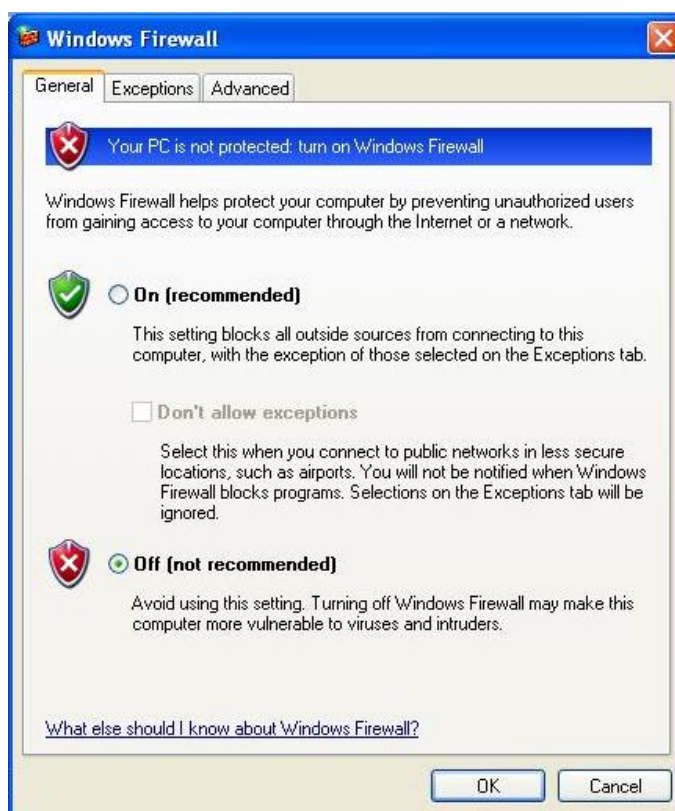 Windows Firewall
General Exceptions Advanced
Your PC is not protected: turn on Windows Firewall
Windows Firewall helps protect your computer by preventing unauthorized users
from gaining access to your computer through the Internet or a network.
On (recommended)
This setting blocks all outside sources from connecting to this
computer, with the exception of those selected on the Exceptions tab.
Don't allow exceptions
Select this when you connect to public networks in less secure
locations, such as airports. You will not be notified when Windows
Firewall blocks programs. Selections on the Exceptions tab will be
ignored.
Off (not recommended)
Avoid using this setting. Turning off Windows Firewall may make this
computer more vulnerable to viruses and intruders.
What else should I know about Windows Firewall?
OK Cancel